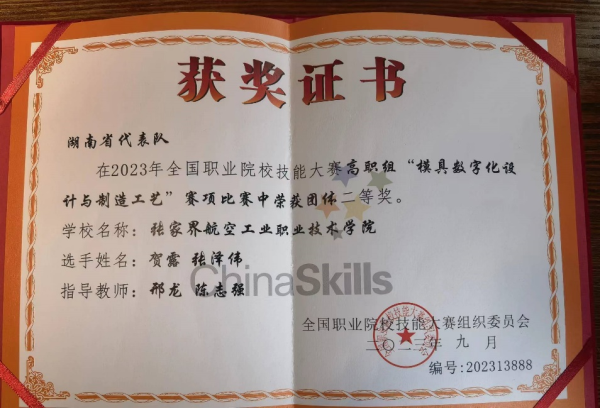 获奖证书
湖南省代表队
在2023年全国职业院校技能大赛高职组“模具数字化设
计与制造工艺”赛项比赛中荣获团体二等奖。
学校名称：张家界航空工业职业技术学院
选手姓名：贺露 张泽伟
指导教师：邢龙 陈志强
ChinaSkills
全国职业院校技能大赛组织委员会
二〇二三年九月
编号:202313888